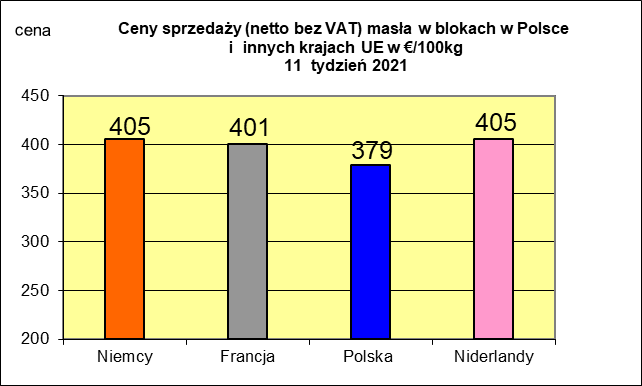 cena
Ceny sprzedaży (netto bez VAT) masła w blokach w Polsce
i innych krajach UE w €/100kg
11 tydzień 2021
450
400
350
300
250
200
405
401
379
405
Niemcy
Francja
Polska
Niderlandy